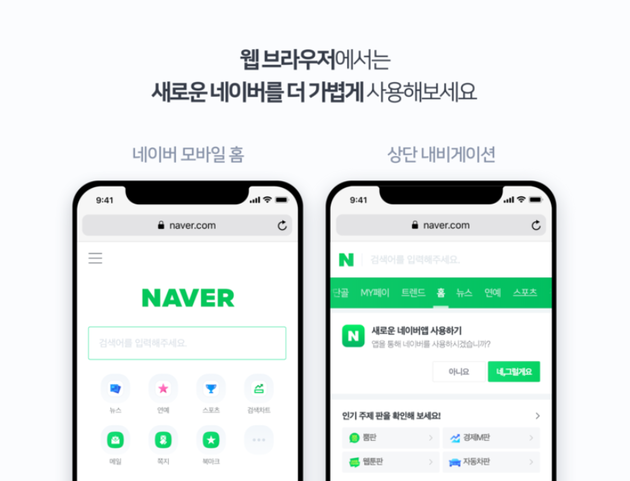 웹 브라우저에서는
새로운 네이버를 더 가볍게 사용해보세요
네이버 모바일 홈
상단 내비게이션
9:41
naver.com
NAVER
검색어를 입력해주세요.
뉴스 연예 스포츠 검색차트
메일 쪽지 북마크
9:41
naver.com
N 검색어를 입력해주세요.
단골 MY페이 트렌드 홈 뉴스 연예 스포츠
N
새로운 네이버앱 사용하기
앱을 통해 네이버를 사용하시겠습니까?
아니요 네,그럴게요
인기 주제 판을 확인해 보세요!
뿜판 경제M판
웹툰판 자동차판